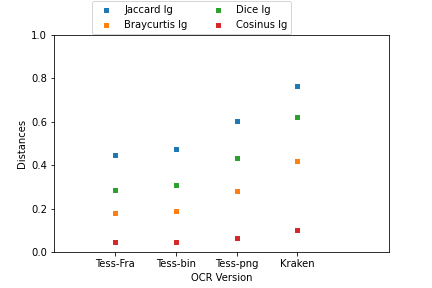 Jaccard lg Dice lg
Braycurtis lg Cosinus lg
1.0
0.8
0.6
0.4
0.2
0.0
Distances
Tess-Fra Tess-bin Tess-png Kraken
OCR Version